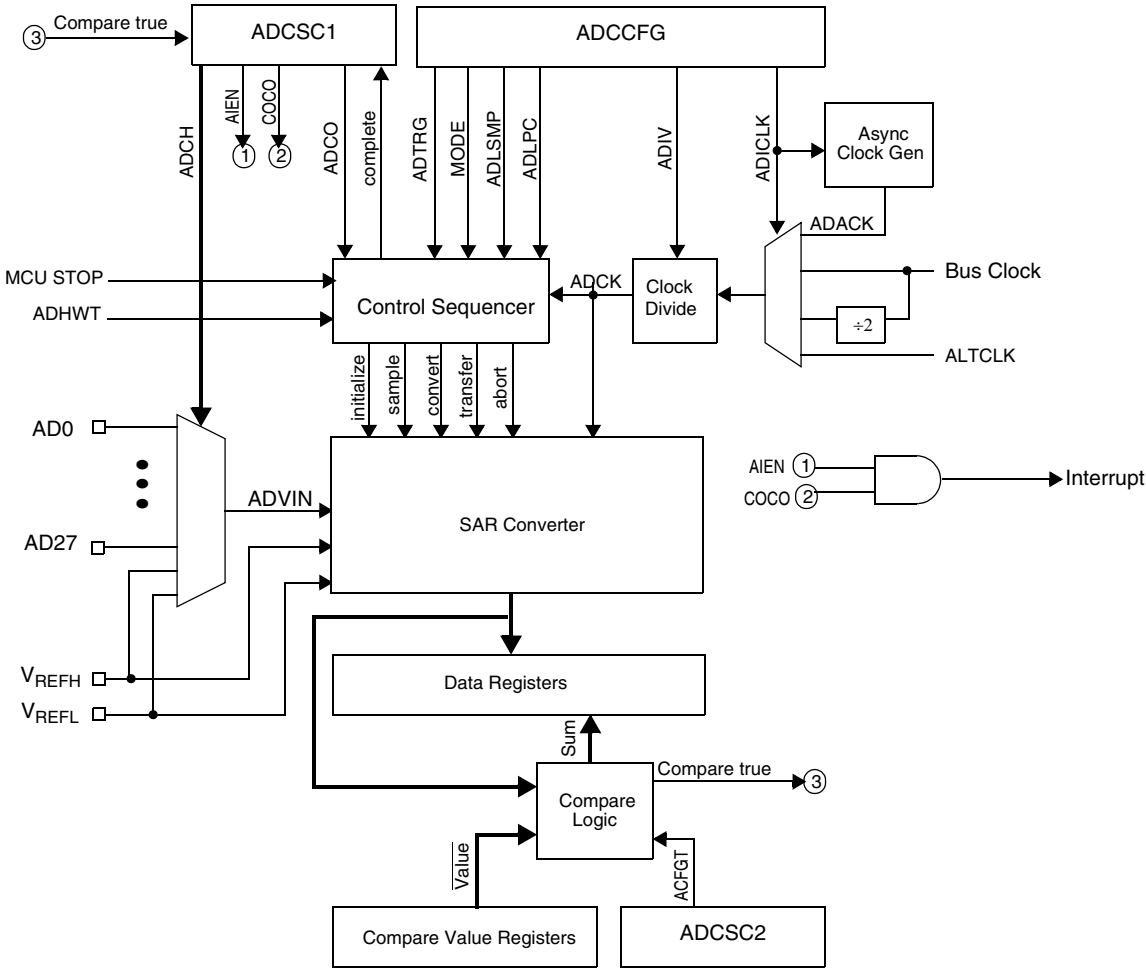 3 Compare true
ADCSC1
ADCCFG
ADCH
AIEN
COCO
1
2
ADCO
complete
ADTRG
MODE
ADLSMP
ADLPC
ADIV
ADICLK
Async
Clock Gen
ADACK
MCU STOP
ADHWT
Control Sequencer
ADCK
Clock
Divide
Bus Clock
÷2
ALTCLK
initialize
sample
convert
transfer
abort
AD0
ADVIN
AD27
SAR Converter
AIEN 1
COCO 2
Interrupt
VREFH
VREFL
Data Registers
Sum
Compare true
3
Compare
Logic
Value
ACFGT
Compare Value Registers
ADCSC2